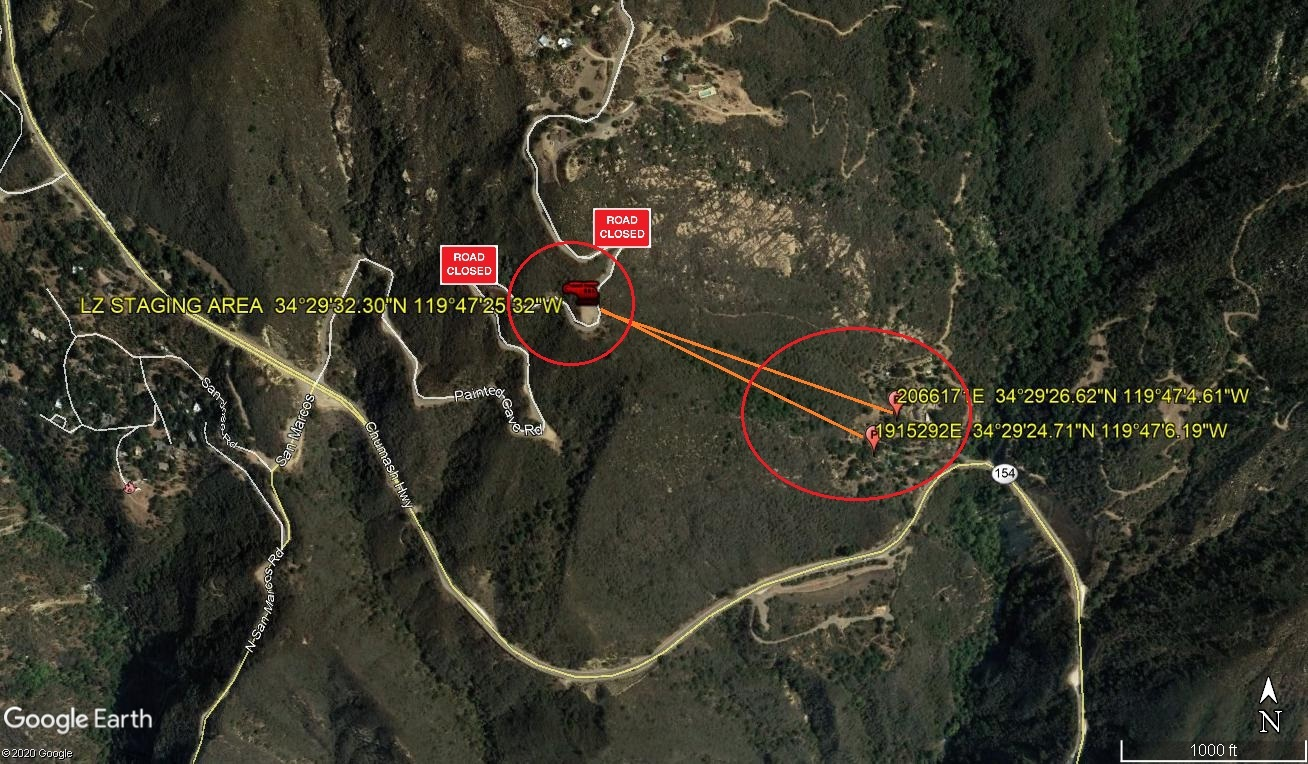 ROAD
CLOSED
ROAD
CLOSED
LZ STAGING AREA 34°29'32.30"N 119°47'25.32"W
2066171E 34°29'26.62"N 119°47'4.61"W
1915292E 34°29'24.71"N 119°47'6.19"W
San Marcos
Painted Cave Rd
Chumash Hwy
154
N San Marcos Rd
Google Earth
©2020 Google
N
1000 ft